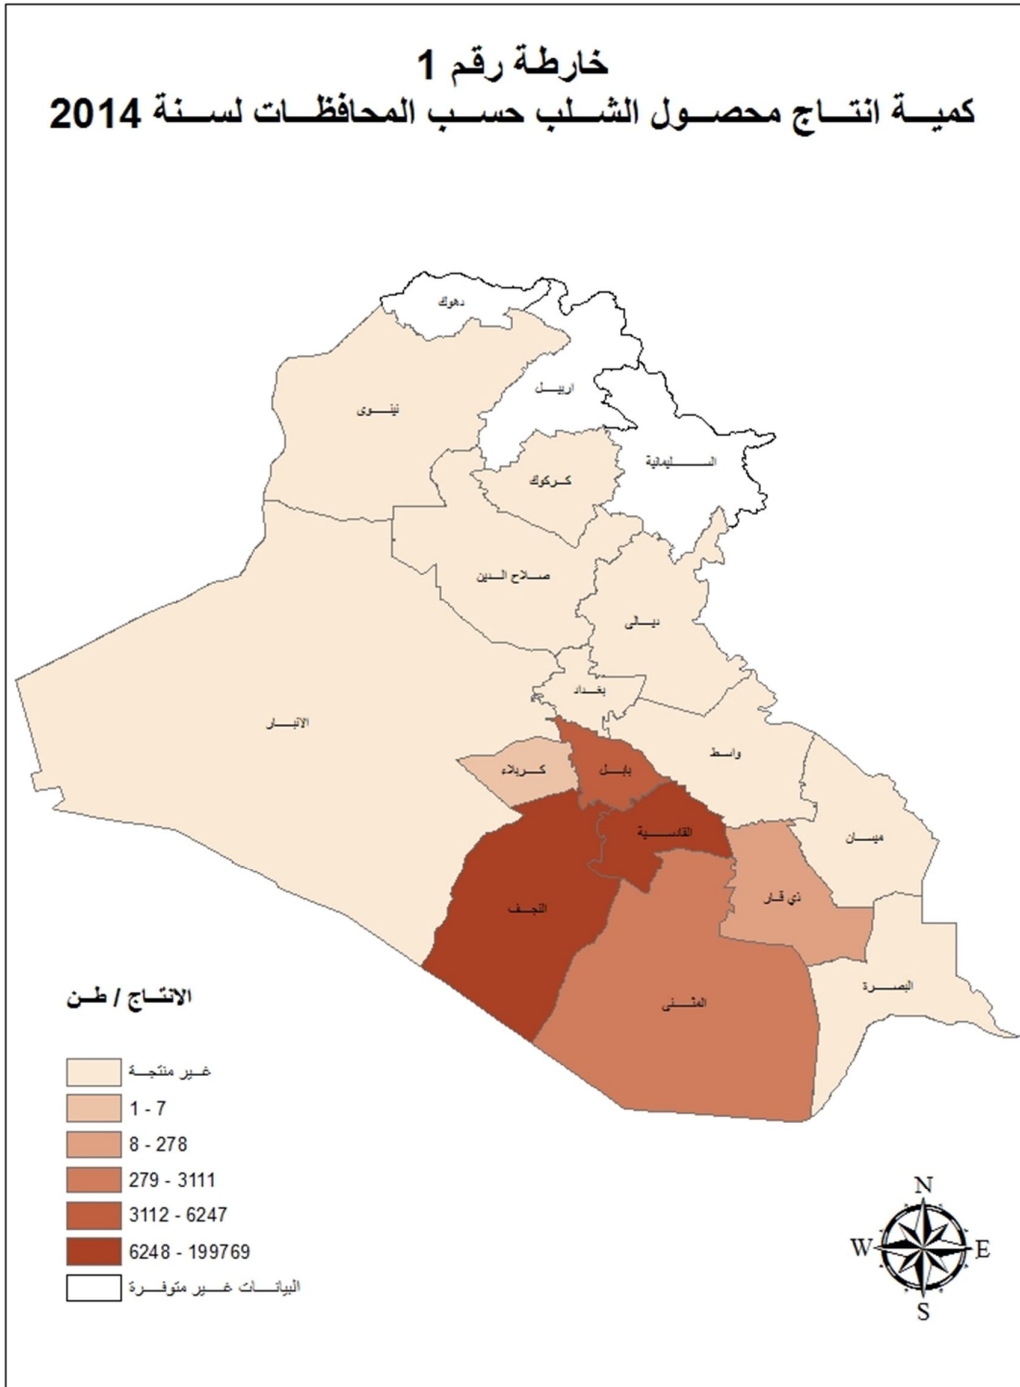 خارطة رقم 1
كمية انتاج محصول الشلب حسب المحافظات لسنة 2014
دهوك
اربيل
نينوى
السليمانية
كركوك
صلاح الدين
ديالى
بغداد
الانبار
واسط
كربلاء
بابل
القادسية
ميسان
ذي قار
النجف
البصرة
المثنى
الانتاج / طن
غير منتجة
1 - 7
8 - 278
279 - 3111
3112 - 6247
6248 - 199769
البيانات غير متوفرة
N
W E
S